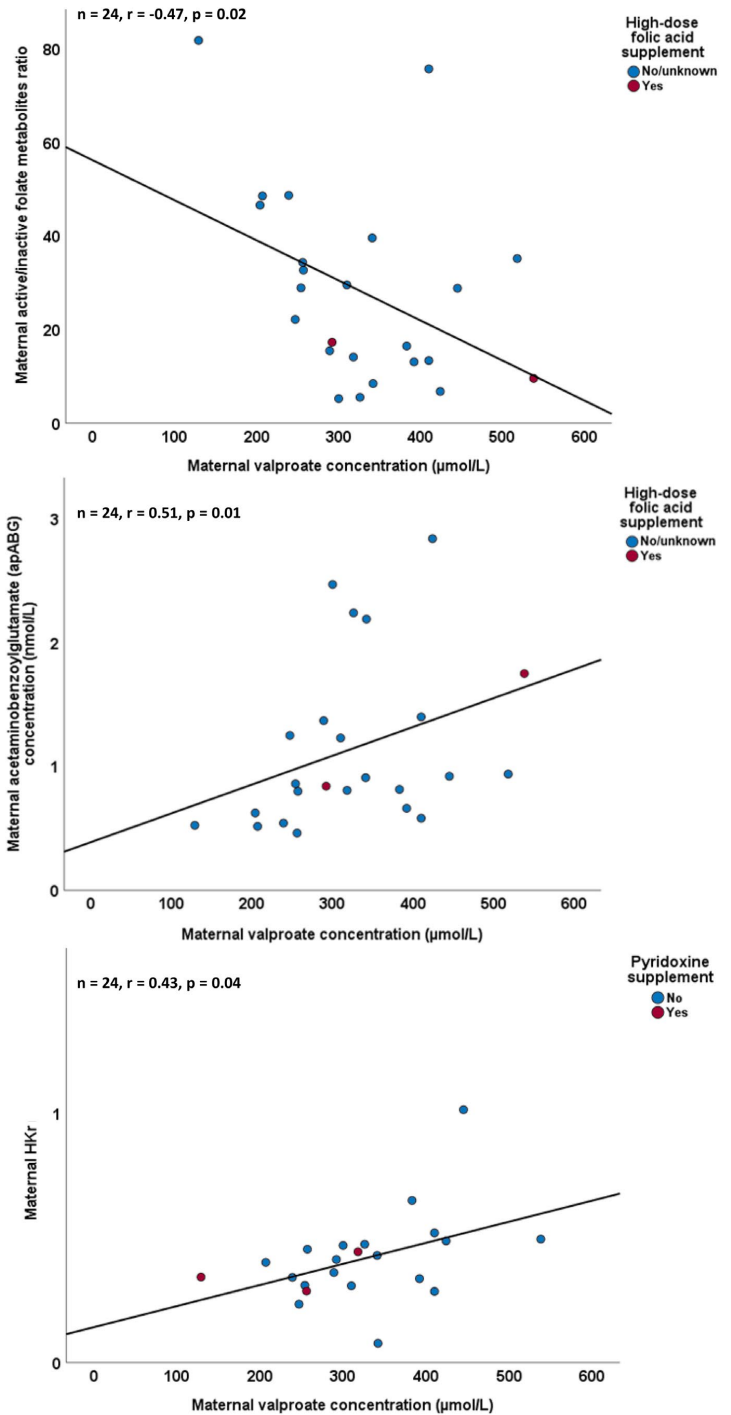 n = 24, r = -0.47, p = 0.02
High-dose
folic acid
supplement
No/unknown
Yes
Maternal active/inactive folate metabolites ratio
80
60
40
20
0
0 100 200 300 400 500 600
Maternal valproate concentration (µmol/L)
n = 24, r = 0.51, p = 0.01
High-dose
folic acid
supplement
No/unknown
Yes
Maternal acetaminobenzoylglutamate (apABG)
concentration (nmol/L)
3
2
1
0
0 100 200 300 400 500 600
Maternal valproate concentration (µmol/L)
n = 24, r = 0.43, p = 0.04
Pyridoxine
supplement
No
Yes
Maternal HKr
1
0
0 100 200 300 400 500 600
Maternal valproate concentration (µmol/L)